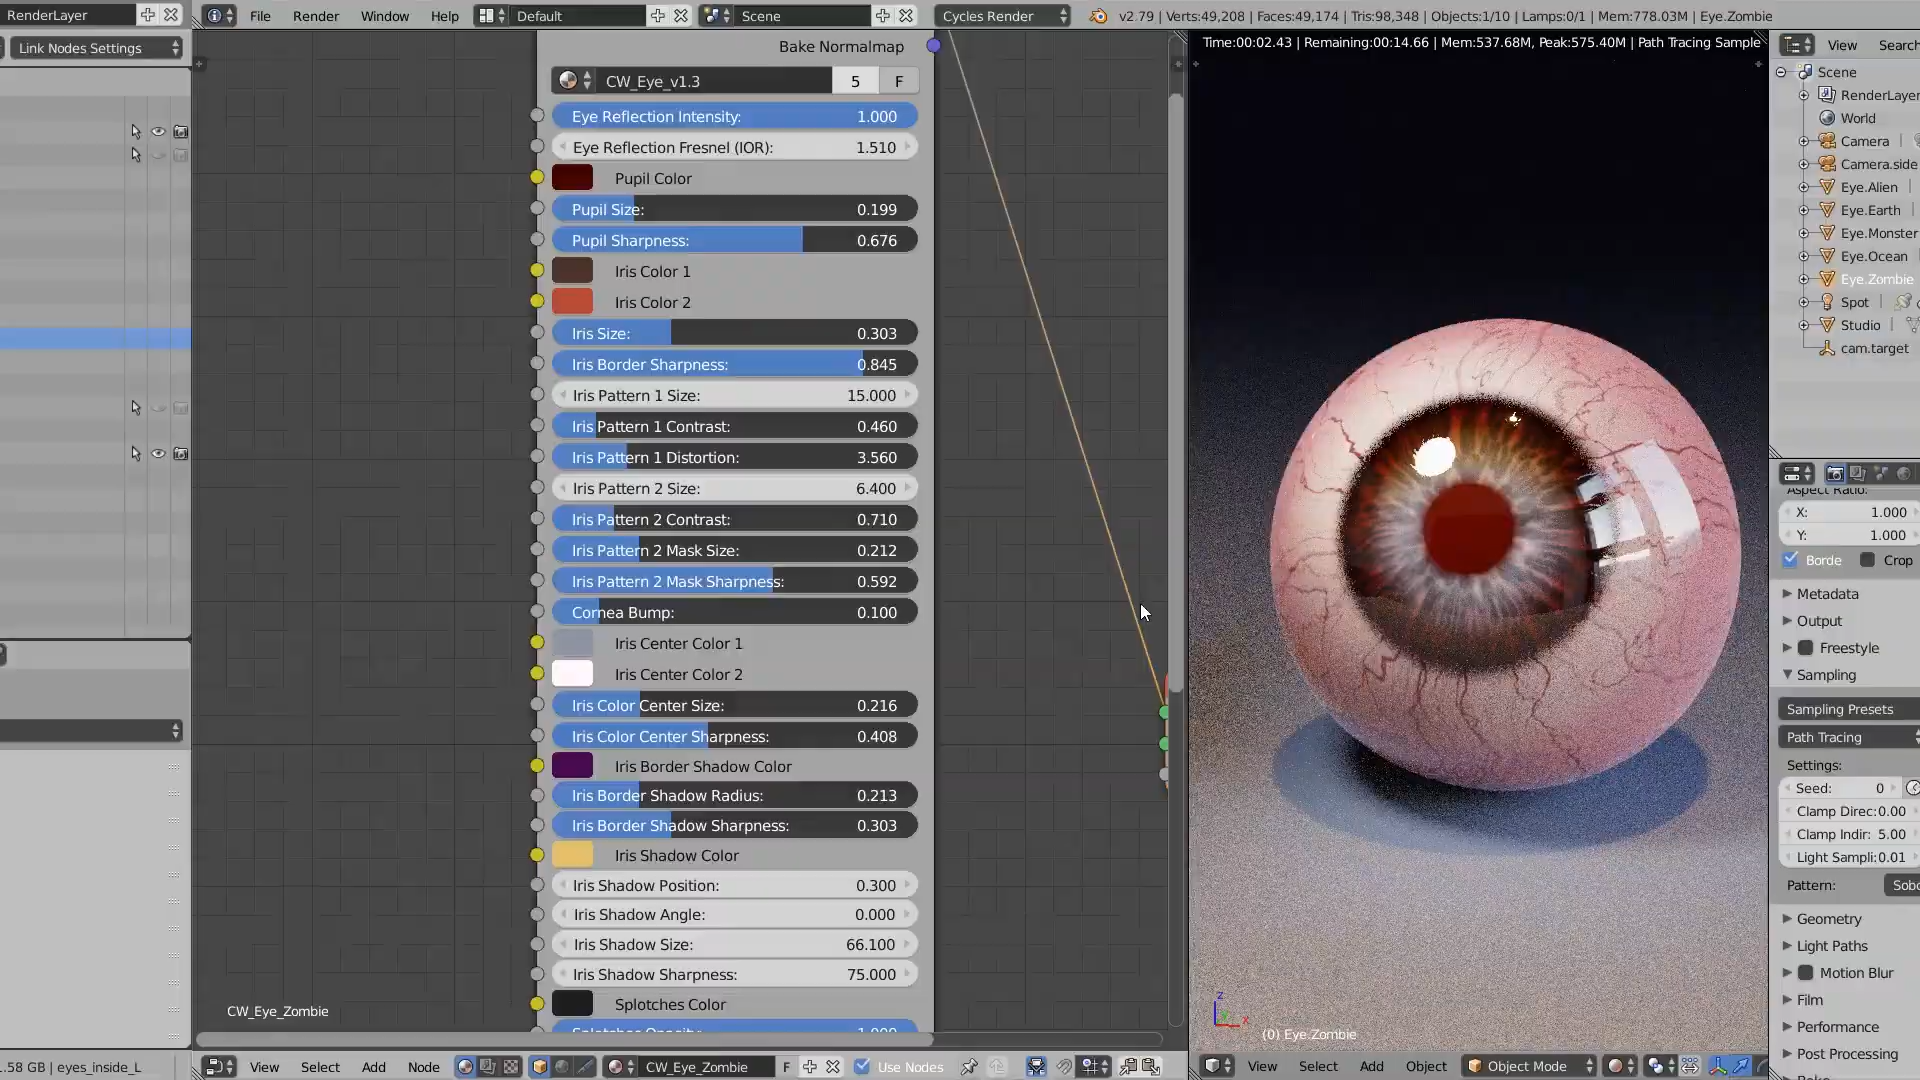 RenderLayer
File Render Window Help
Default
Scene
Cycles Render
v2.79 | Verts:49,208 | Faces:49,174 | Tris:98,348 | Objects:1/10 | Lamps:0/1 | Mem:778.03M | Eye.Zombie
Link Nodes Settings
.58 GB | eyes_inside_L
Bake Normalmap
CW_Eye_v1.3 5 F
Eye Reflection Intensity: 1.000
Eye Reflection Fresnel (IOR): 1.510
Pupil Color
Pupil Size: 0.199
Pupil Sharpness: 0.676
Iris Color 1
Iris Color 2
Iris Size: 0.303
Iris Border Sharpness: 0.845
Iris Pattern 1 Size: 15.000
Iris Pattern 1 Contrast: 0.460
Iris Pattern 1 Distortion: 3.560
Iris Pattern 2 Size: 6.400
Iris Pattern 2 Contrast: 0.710
Iris Pattern 2 Mask Size: 0.212
Iris Pattern 2 Mask Sharpness: 0.592
Cornea Bump: 0.100
Iris Center Color 1
Iris Center Color 2
Iris Color Center Size: 0.216
Iris Color Center Sharpness: 0.408
Iris Border Shadow Color
Iris Border Shadow Radius: 0.213
Iris Border Shadow Sharpness: 0.303
Iris Shadow Color
Iris Shadow Position: 0.300
Iris Shadow Angle: 0.000
Iris Shadow Size: 66.100
Iris Shadow Sharpness: 75.000
Splotches Color
Splotches Opacity: 1.000
CW_Eye_Zombie
View Select Add Node
CW_Eye_Zombie F
Use Nodes
Time:00:02.43 | Remaining:00:14.66 | Mem:537.68M, Peak:575.40M | Path Tracing Sample
(0) Eye.Zombie
z
x
View Select Add Object
Object Mode
View Search
Scene
RenderLayer
World
Camera
Camera.side
Eye.Alien
Eye.Earth
Eye.Monster
Eye.Ocean
Eye.Zombie
Spot
Studio
cam.target
Aspect Ratio:
X: 1.000
Y: 1.000
Borde Crop
Metadata
Output
Freestyle
Sampling
Sampling Presets
Path Tracing
Settings:
Seed: 0
Clamp Direc:0.00
Clamp Indir: 5.00
Light Sampli:0.01
Pattern: Sobo
Geometry
Light Paths
Motion Blur
Film
Performance
Post Processing